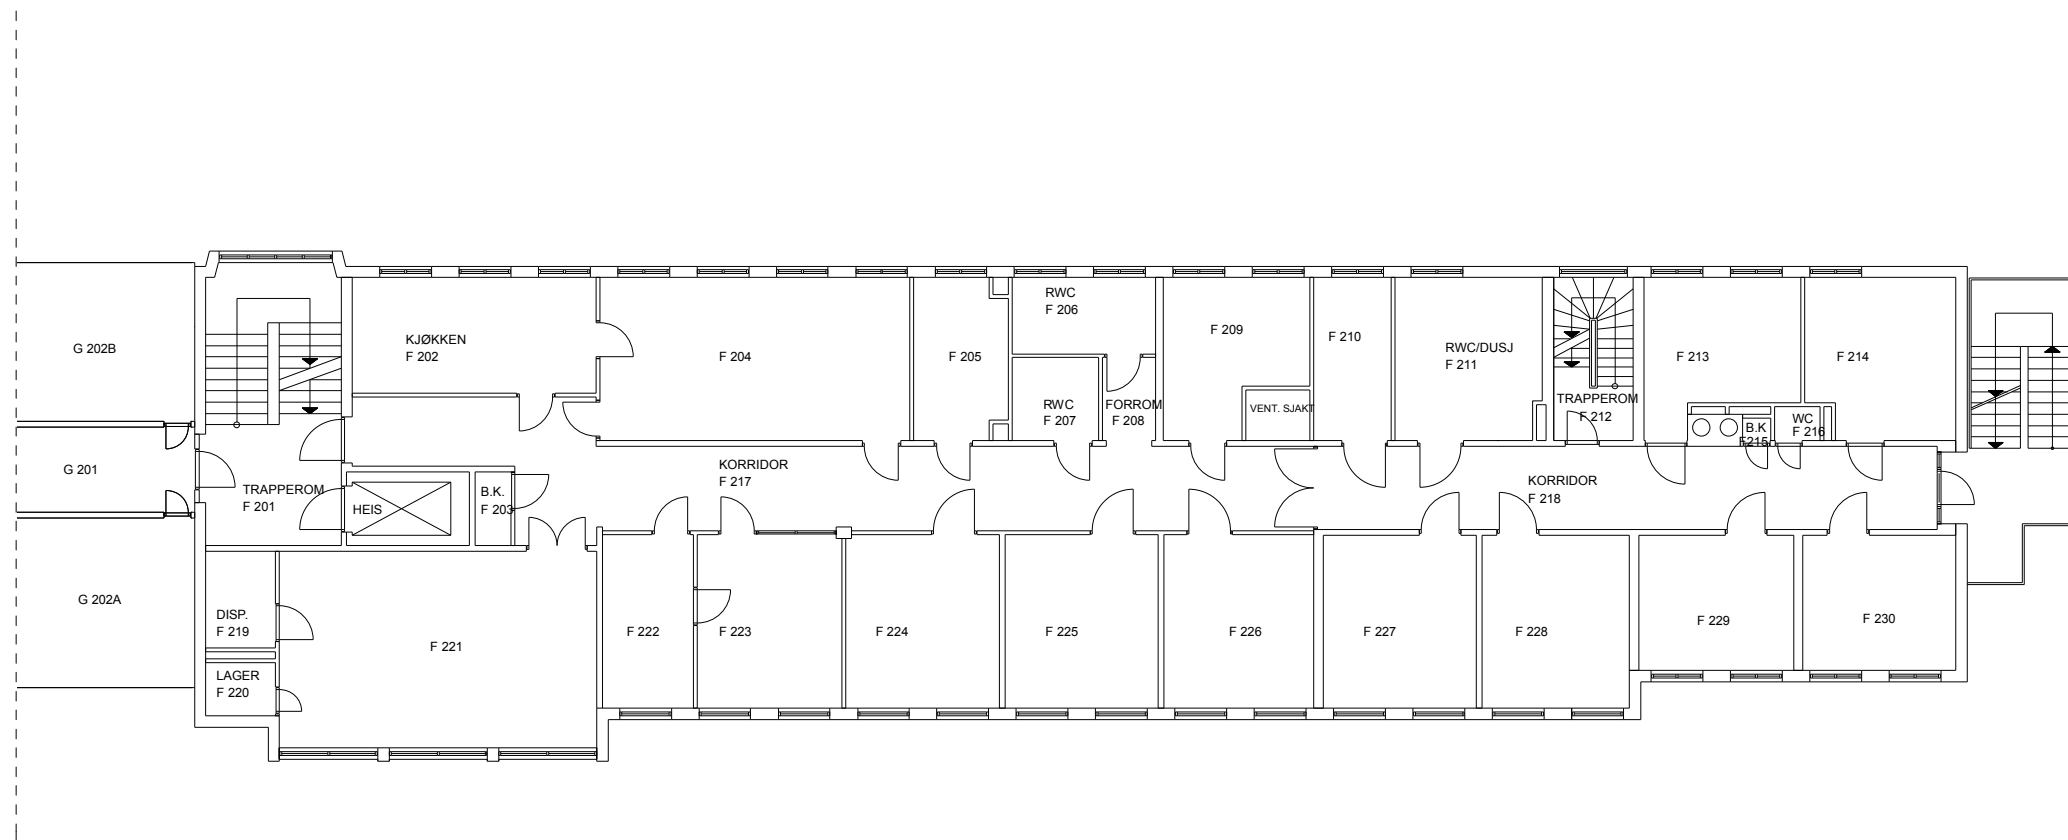 G 202B
G 201
G 202A
TRAPPEROM
F 201
HEIS
B.K.
F 203
KJØKKEN
F 202
F 204
F 205
RWC
F 206
RWC
F 207
FORROM
F 208
F 209
VENT. SJAKT
F 210
RWC/DUSJ
F 211
TRAPPEROM
F 212
F 213
F 214
B.K
F215
WC
F 216
KORRIDOR
F 217
KORRIDOR
F 218
DISP.
F 219
LAGER
F 220
F 221
F 222
F 223
F 224
F 225
F 226
F 227
F 228
F 229
F 230